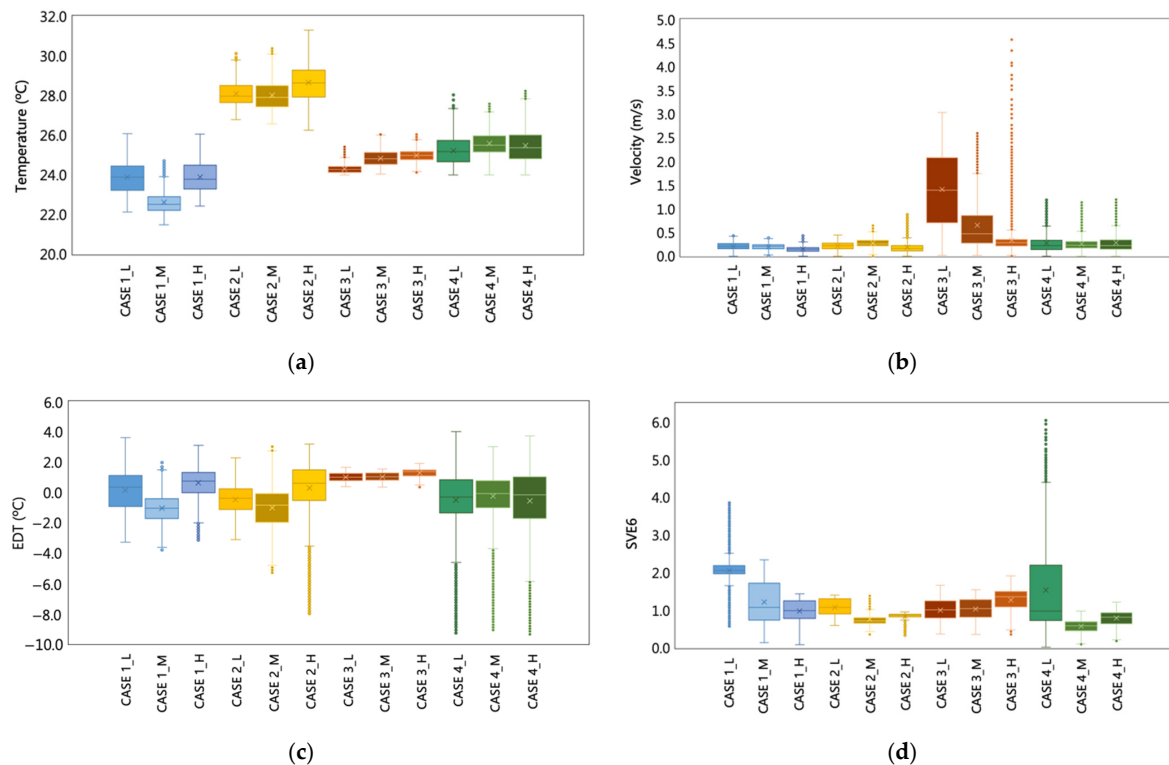 32.0
30.0
28.0
26.0
24.0
22.0
20.0
Temperature (ºC)
CASE 1_L
CASE 1_M
CASE 1_H
CASE 2_L
CASE 2_M
CASE 2_H
CASE 3_L
CASE 3_M
CASE 3_H
CASE 4_L
CASE 4_M
CASE 4_H
(a)
5.0
4.5
4.0
3.5
3.0
2.5
2.0
1.5
1.0
0.5
0.0
Velocity (m/s)
CASE 1_L
CASE 1_M
CASE 1_H
CASE 2_L
CASE 2_M
CASE 2_H
CASE 3_L
CASE 3_M
CASE 3_H
CASE 4_L
CASE 4_M
CASE 4_H
(b)
6.0
4.0
2.0
0.0
−2.0
−4.0
−6.0
−8.0
−10.0
EDT (ºC)
CASE 1_L
CASE 1_M
CASE 1_H
CASE 2_L
CASE 2_M
CASE 2_H
CASE 3_L
CASE 3_M
CASE 3_H
CASE 4_L
CASE 4_M
CASE 4_H
(c)
6.0
5.0
4.0
3.0
2.0
1.0
0.0
SVE6
CASE 1_L
CASE 1_M
CASE 1_H
CASE 2_L
CASE 2_M
CASE 2_H
CASE 3_L
CASE 3_M
CASE 3_H
CASE 4_L
CASE 4_M
CASE 4_H
(d)